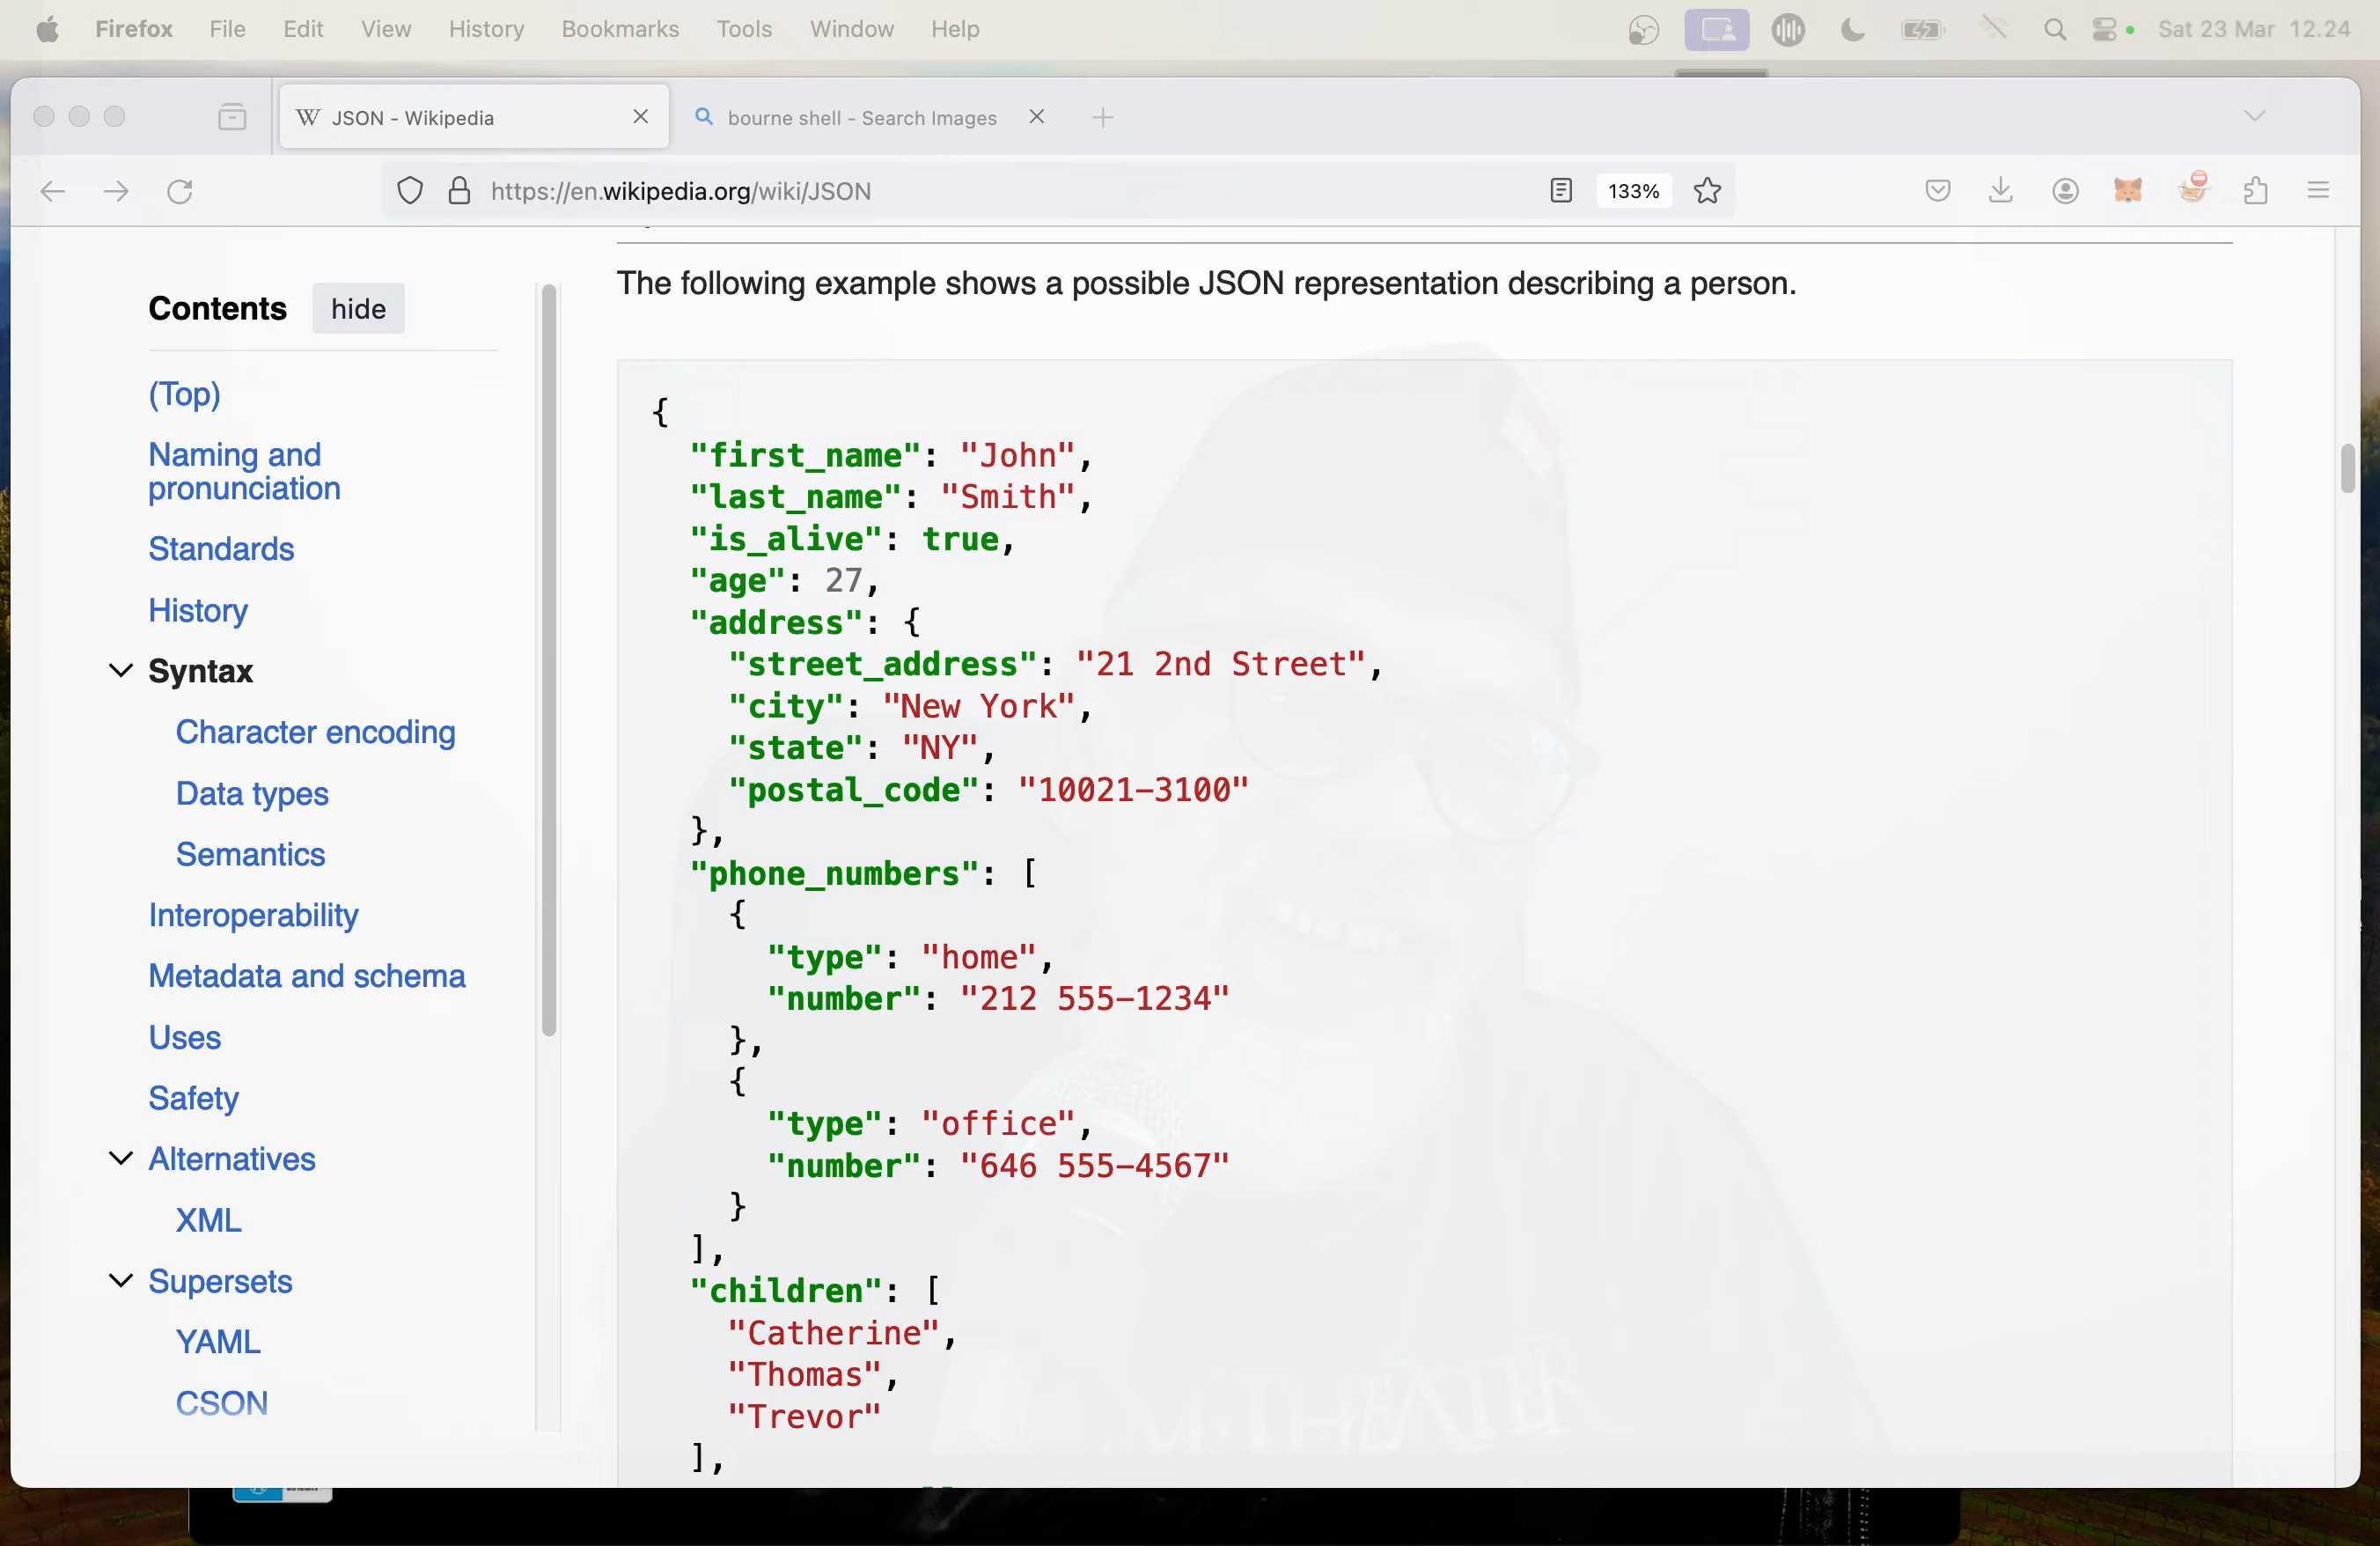 Firefox File Edit View History Bookmarks Tools Window Help Sat 23 Mar 12.24
JSON - Wikipedia
bourne shell - Search Images
https://en.wikipedia.org/wiki/JSON
133%
Contents
hide
(Top)
Naming and
pronunciation
Standards
History
Syntax
Character encoding
Data types
Semantics
Interoperability
Metadata and schema
Uses
Safety
Alternatives
XML
Supersets
YAML
CSON
The following example shows a possible JSON representation describing a person.
{
"first_name": "John",
"last_name": "Smith",
"is_alive": true,
"age": 27,
"address": {
"street_address": "21 2nd Street",
"city": "New York",
"state": "NY",
"postal_code": "10021-3100"
},
"phone_numbers": [
{
"type": "home",
"number": "212 555-1234"
},
{
"type": "office",
"number": "646 555-4567"
}
],
"children": [
"Catherine",
"Thomas",
"Trevor"
],